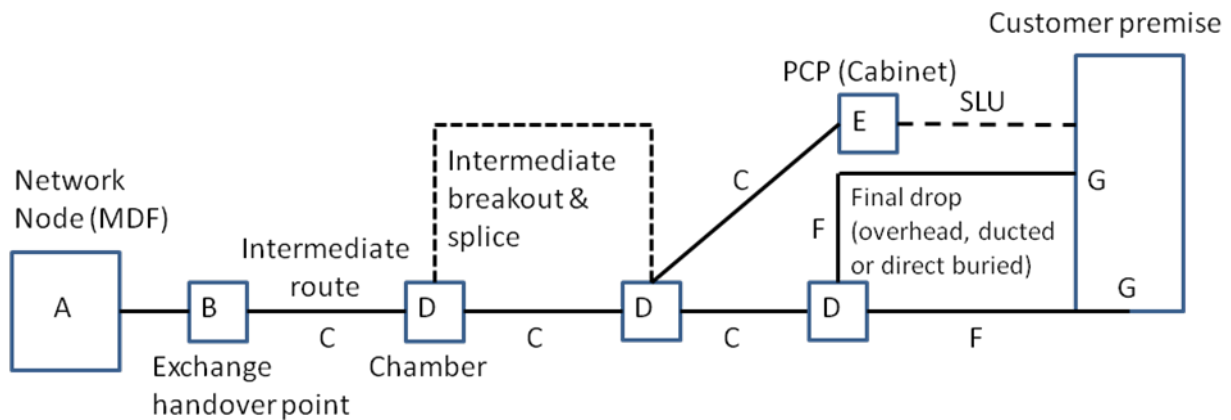 Customer premise
PCP (Cabinet)
SLU
E
Network
Node (MDF)
Intermediate
breakout &
splice
C
G
Final drop
(overhead, ducted
or direct buried)
F
Intermediate
route
A
B
D
D
D
G
C
C
C
F
Exchange
handover point
Chamber